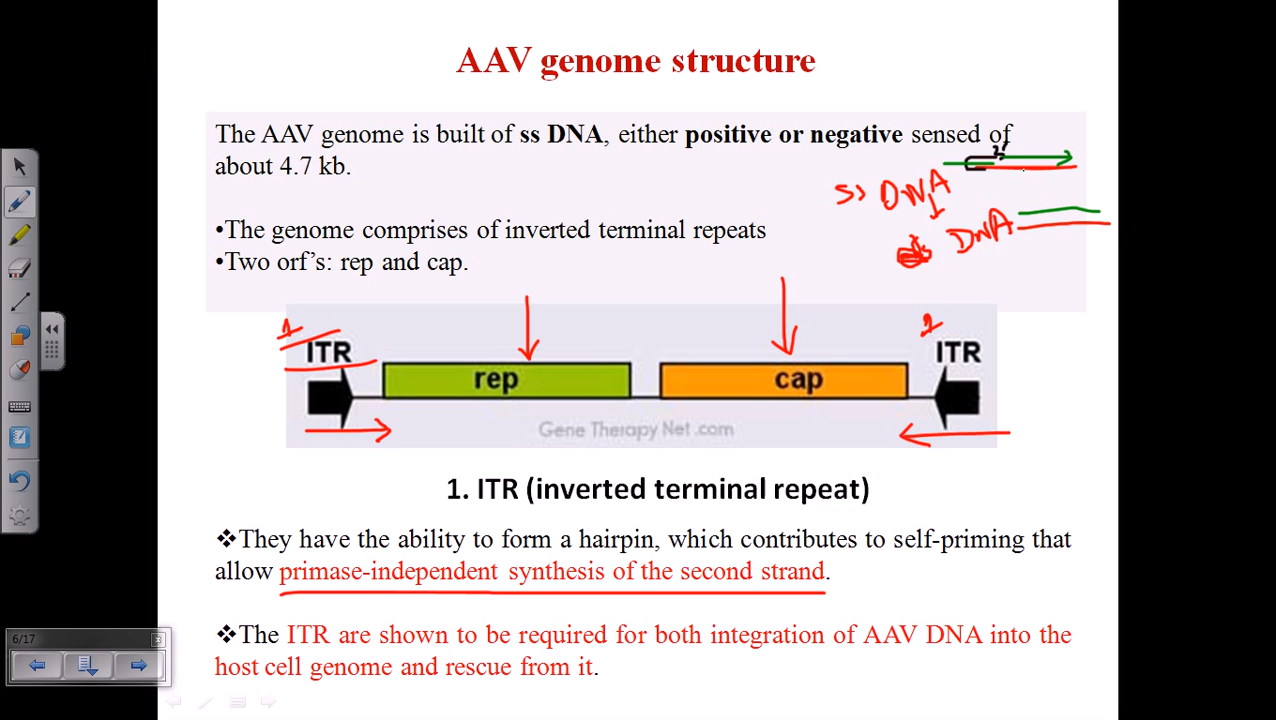 AAV genome structure
The AAV genome is built of ss DNA, either positive or negative sensed of
about 4.7 kb.
3'
ss DNA
•The genome comprises of inverted terminal repeats
DNA
•Two orf's: rep and cap.
1
ITR
ITR
rep
cap
Gene Therapy Net .com
1. ITR (inverted terminal repeat)
❖They have the ability to form a hairpin, which contributes to self-priming that
allow primase-independent synthesis of the second strand.
❖The ITR are shown to be required for both integration of AAV DNA into the
host cell genome and rescue from it.
6/17